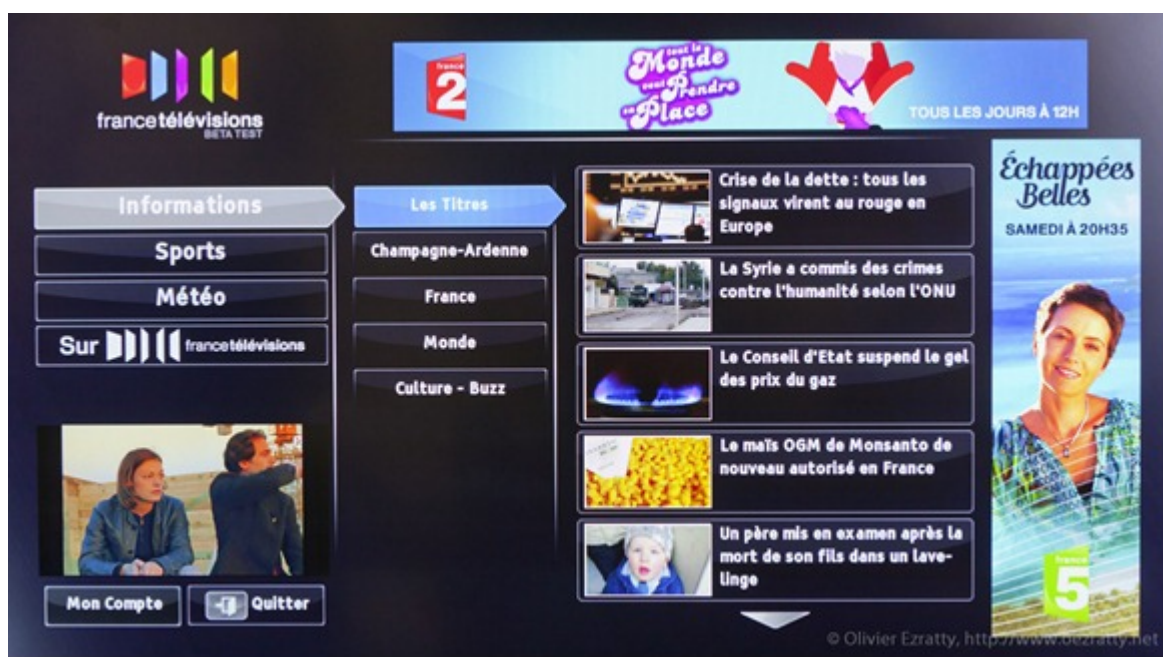 francetélévisions
BETA TEST
france
2
tout le
Monde
veut Prendre
sa Place
TOUS LES JOURS À 12H
Échappées
Belles
SAMEDI À 20H35
Informations
Sports
Météo
Sur francetélévisions
Les Titres
Champagne-Ardenne
France
Monde
Culture - Buzz
Crise de la dette : tous les
signaux virent au rouge en
Europe
La Syrie a commis des crimes
contre l'humanité selon l'ONU
Le Conseil d'Etat suspend le gel
des prix du gaz
Le maïs OGM de Monsanto de
nouveau autorisé en France
Un père mis en examen après la
mort de son fils dans un lave-
linge
Mon Compte
Quitter
france
5
© Olivier Ezratty, http://www.oezratty.net